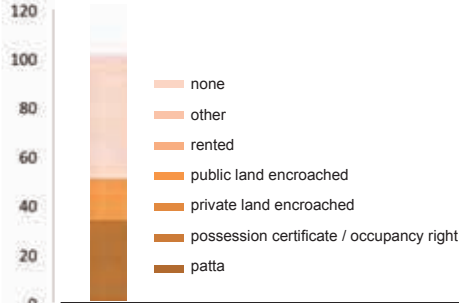 120
100
80
60
40
20
0
none
other
rented
public land encroached
private land encroached
possession certificate / occupancy right
patta